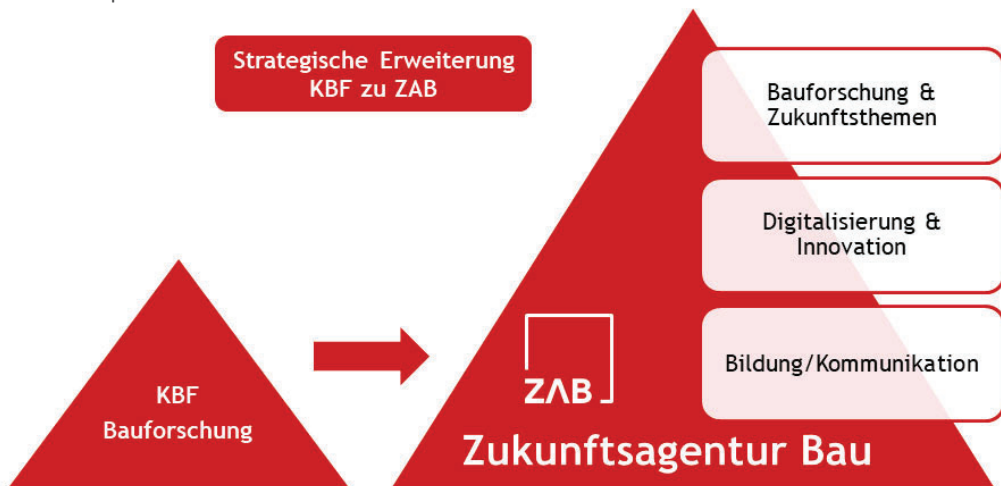 Strategische Erweiterung
KBF zu ZAB
Bauforschung &
Zukunftsthemen
Digitalisierung &
Innovation
Bildung/Kommunikation
KBF
Bauforschung
ZAB
Zukunftsagentur Bau